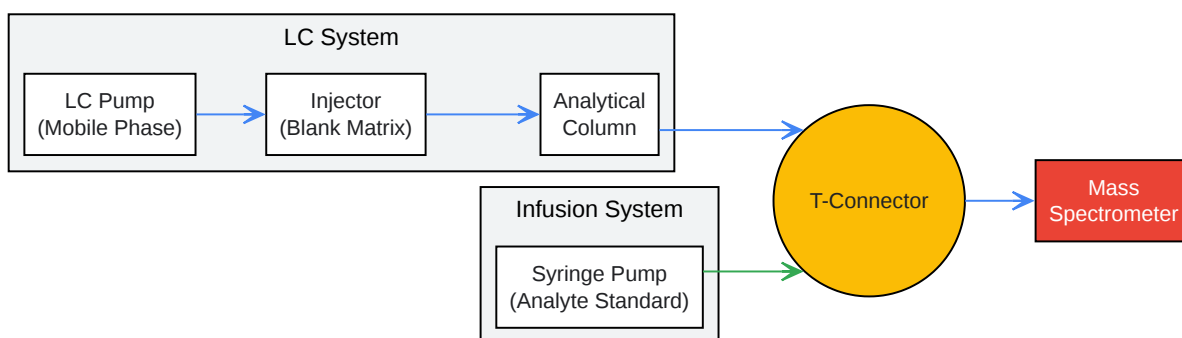 LC System
LC Pump
(Mobile Phase)
Injector
(Blank Matrix)
Analytical
Column
T-Connector
Mass
Spectrometer
Infusion System
Syringe Pump
(Analyte Standard)